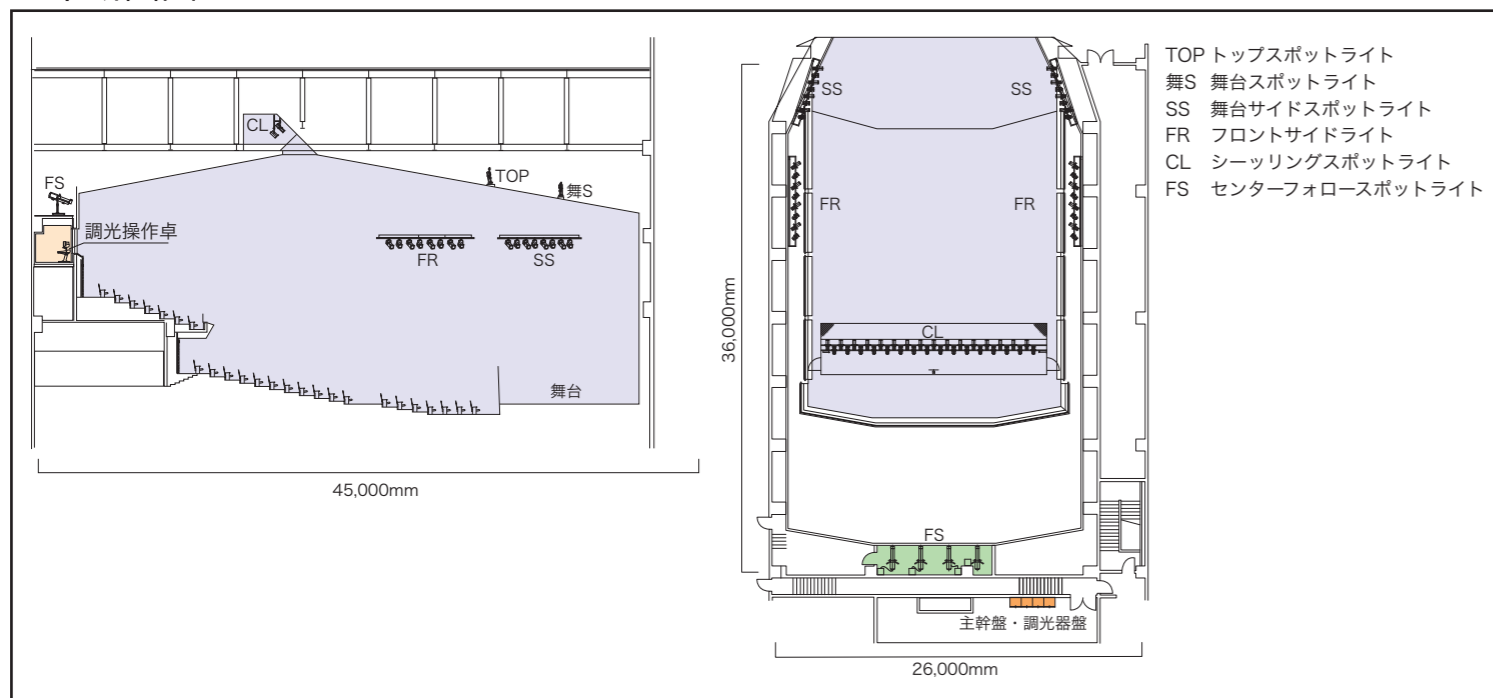 CL
FS
TOP
舞S
調光操作卓
FR
SS
舞台
45,000mm
SS
SS
FR
FR
CL
36,000mm
FS
主幹盤・調光器盤
26,000mm
TOP トップスポットライト
舞S 舞台スポットライト
SS 舞台サイドスポットライト
FR フロントサイドライト
CL シーッリングスポットライト
FS センターフォロースポットライト